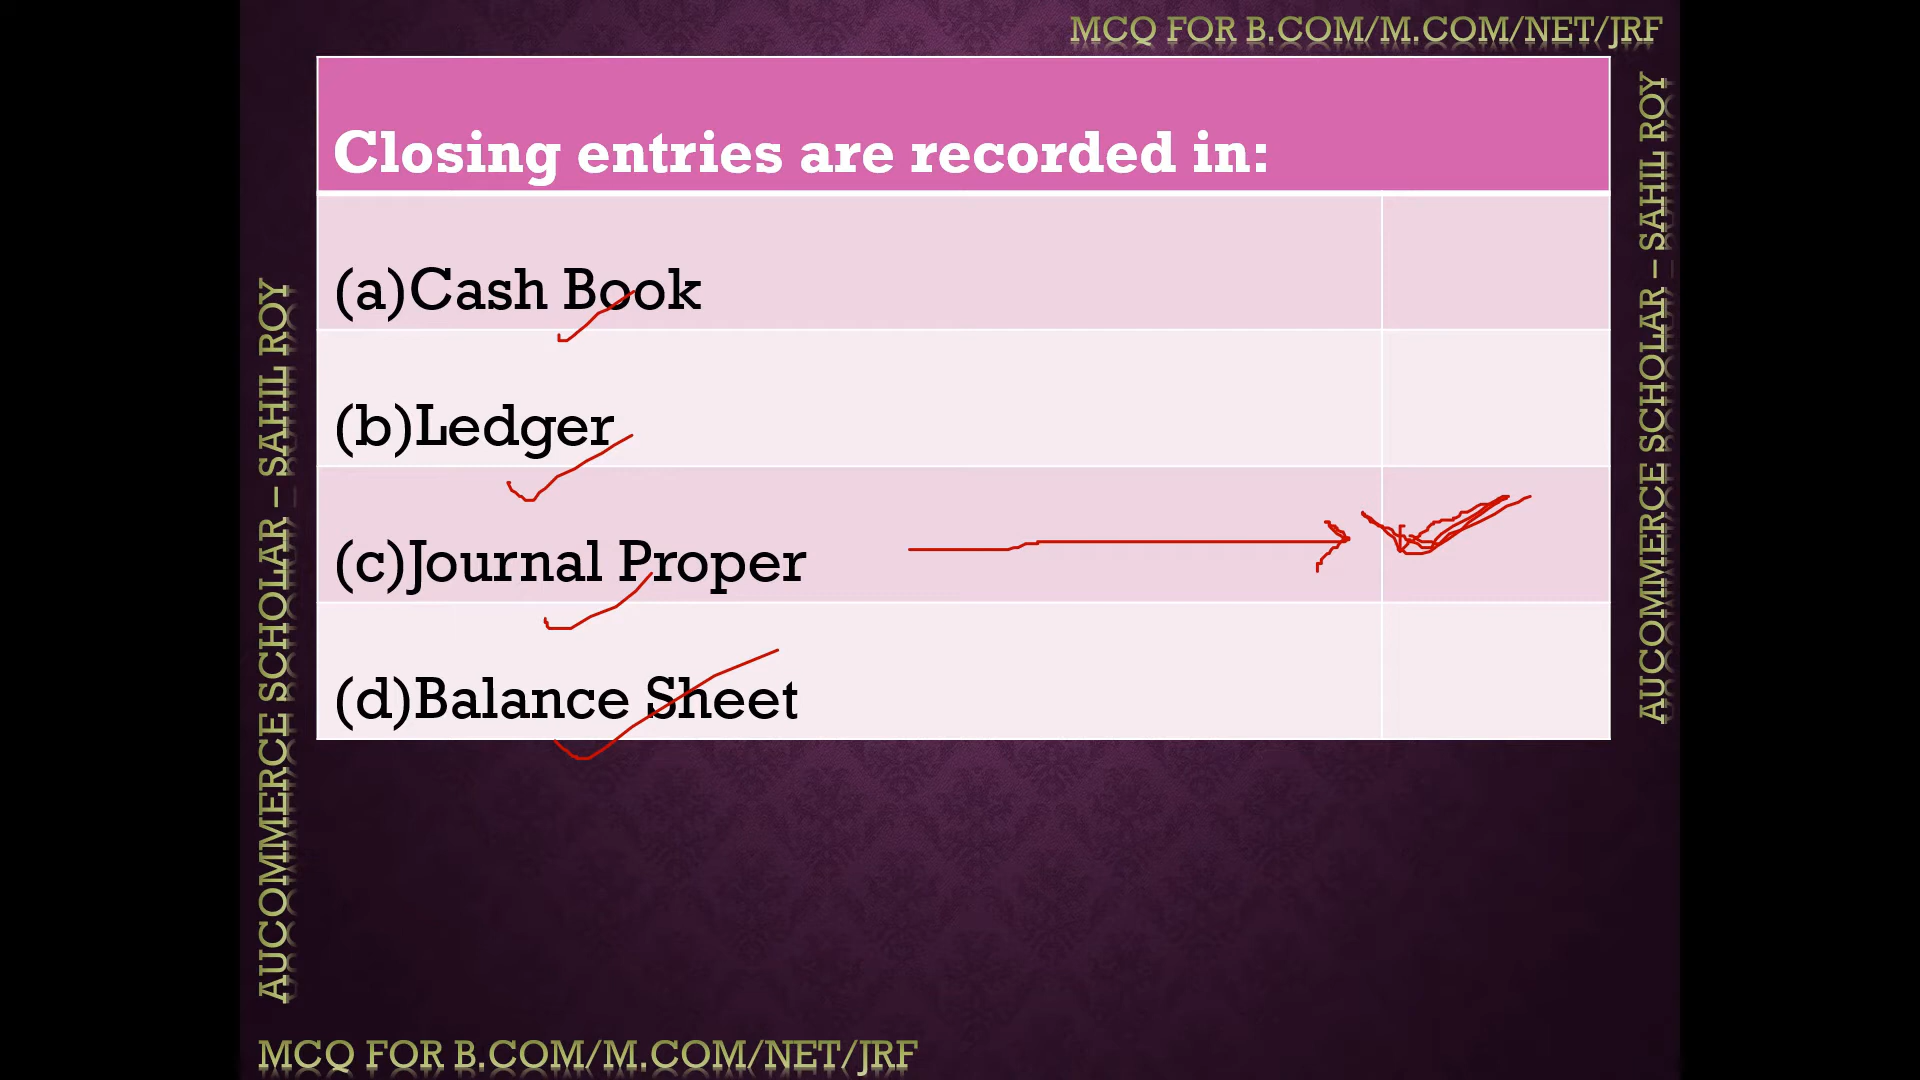 MCQ FOR B.COM/M.COM/NET/JRF
Closing entries are recorded in:
(a)Cash Book
(b)Ledger
(c)Journal Proper
(d)Balance Sheet
AUCOMMERCE SCHOLAR – SAHIL ROY
AUCOMMERCE SCHOLAR – SAHIL ROY
MCQ FOR B.COM/M.COM/NET/JRF